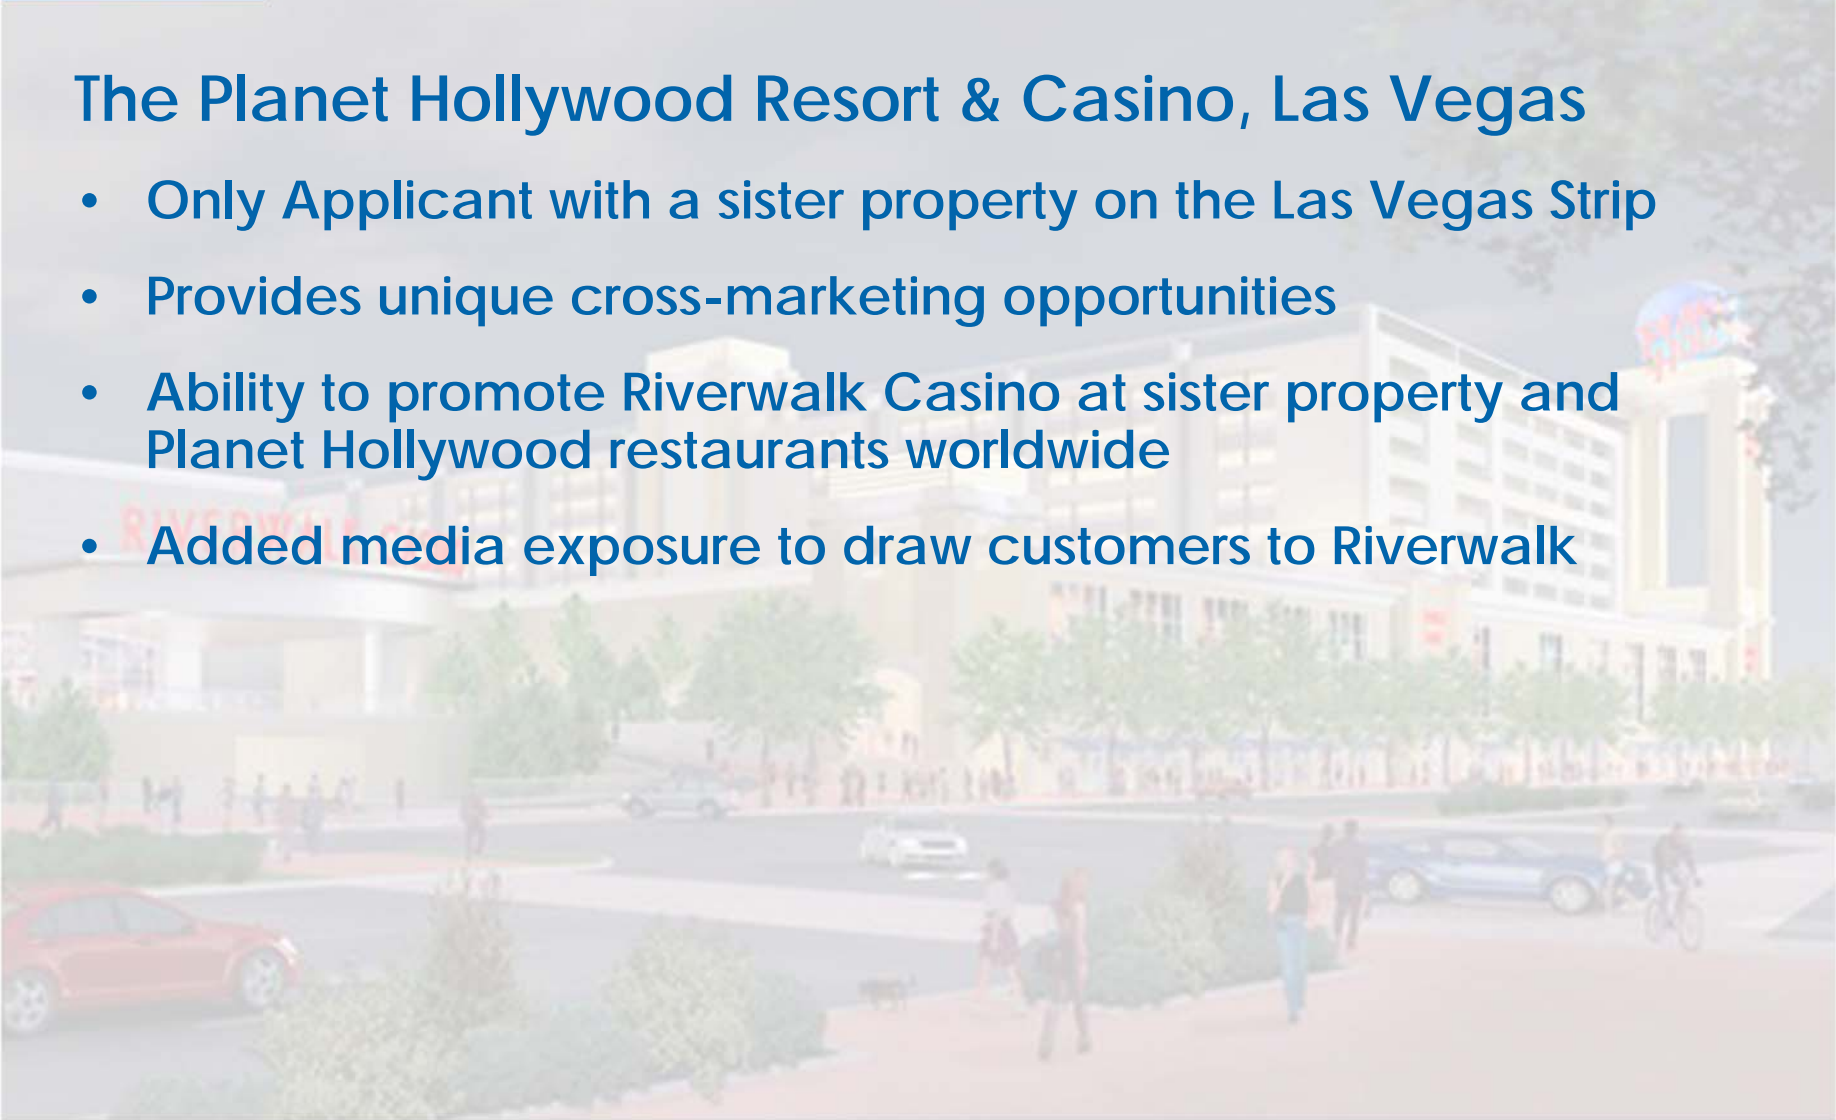 The Planet Hollywood Resort & Casino, Las Vegas
• Only Applicant with a sister property on the Las Vegas Strip
• Provides unique cross-marketing opportunities
• Ability to promote Riverwalk Casino at sister property and
Planet Hollywood restaurants worldwide
• Added media exposure to draw customers to Riverwalk